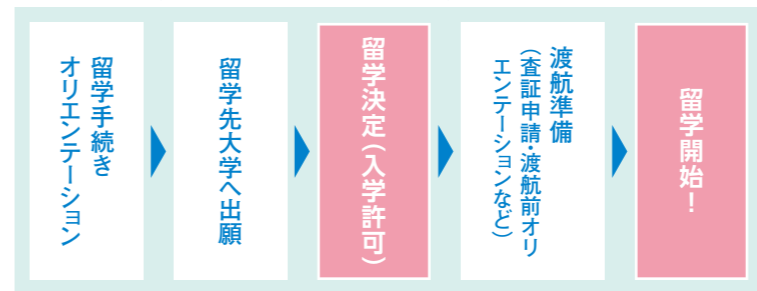 留学手続き
オリエンテーション
留学先大学へ出願
留学決定(入学許可)
渡航準備
(査証申請・渡航前オリ
エンテーションなど)
留学開始!